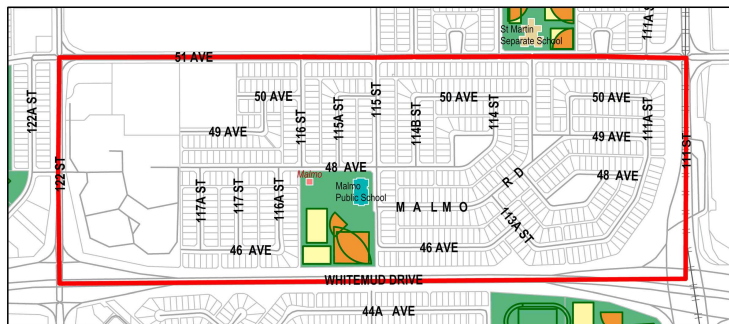 St Martin
Separate School
111A ST
51 AVE
122A ST
50 AVE
50 AVE
50 AVE
49 AVE
49 AVE
116 ST
115A ST
115 ST
114B ST
114 ST
111A ST
111 ST
122 ST
48 AVE
48 AVE
Malmo
Malmo
Public School
RD
MALMO
117A ST
117 ST
116A ST
113A ST
46 AVE
46 AVE
WHITEMUD DRIVE
44A AVE